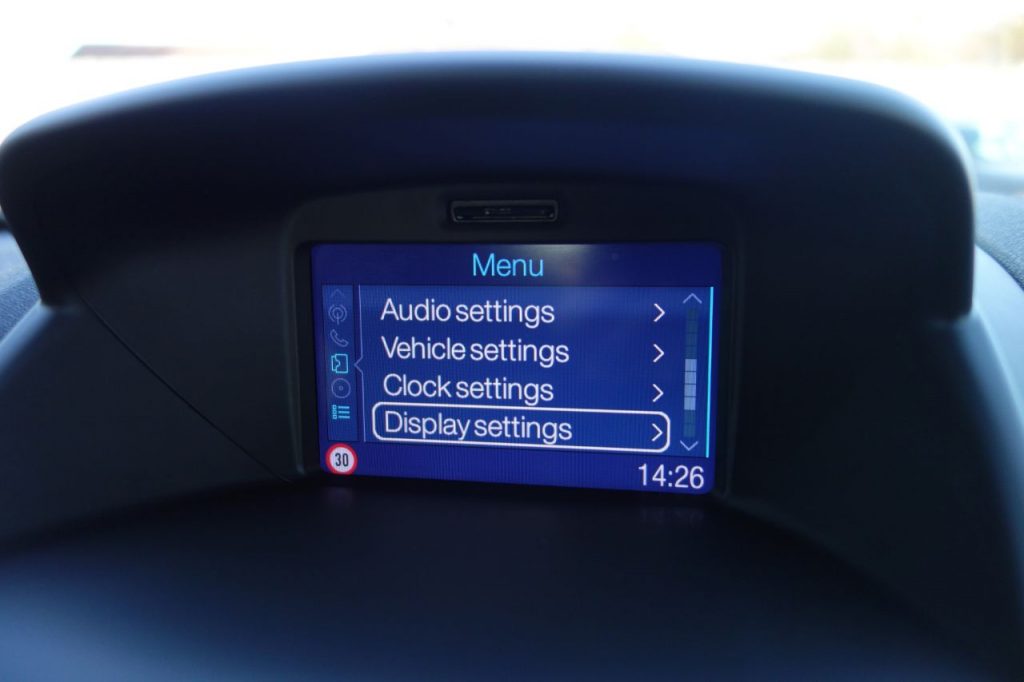 Menu
Audio settings
Vehicle settings
Clock settings
Display settings
30
14:26